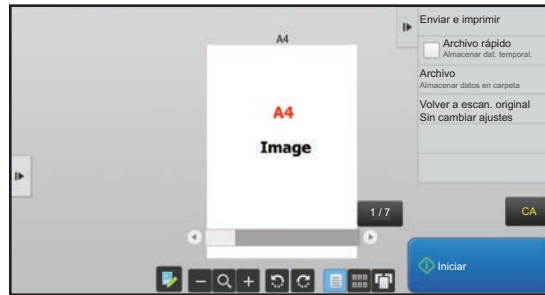 A4
A4
Image
1 / 7
Enviar e imprimir
Archivo rápido
Almacenar dat. temporal.
Archivo
Almacenar datos en carpeta
Volver a escan. original
Sin cambiar ajustes
CA
Iniciar